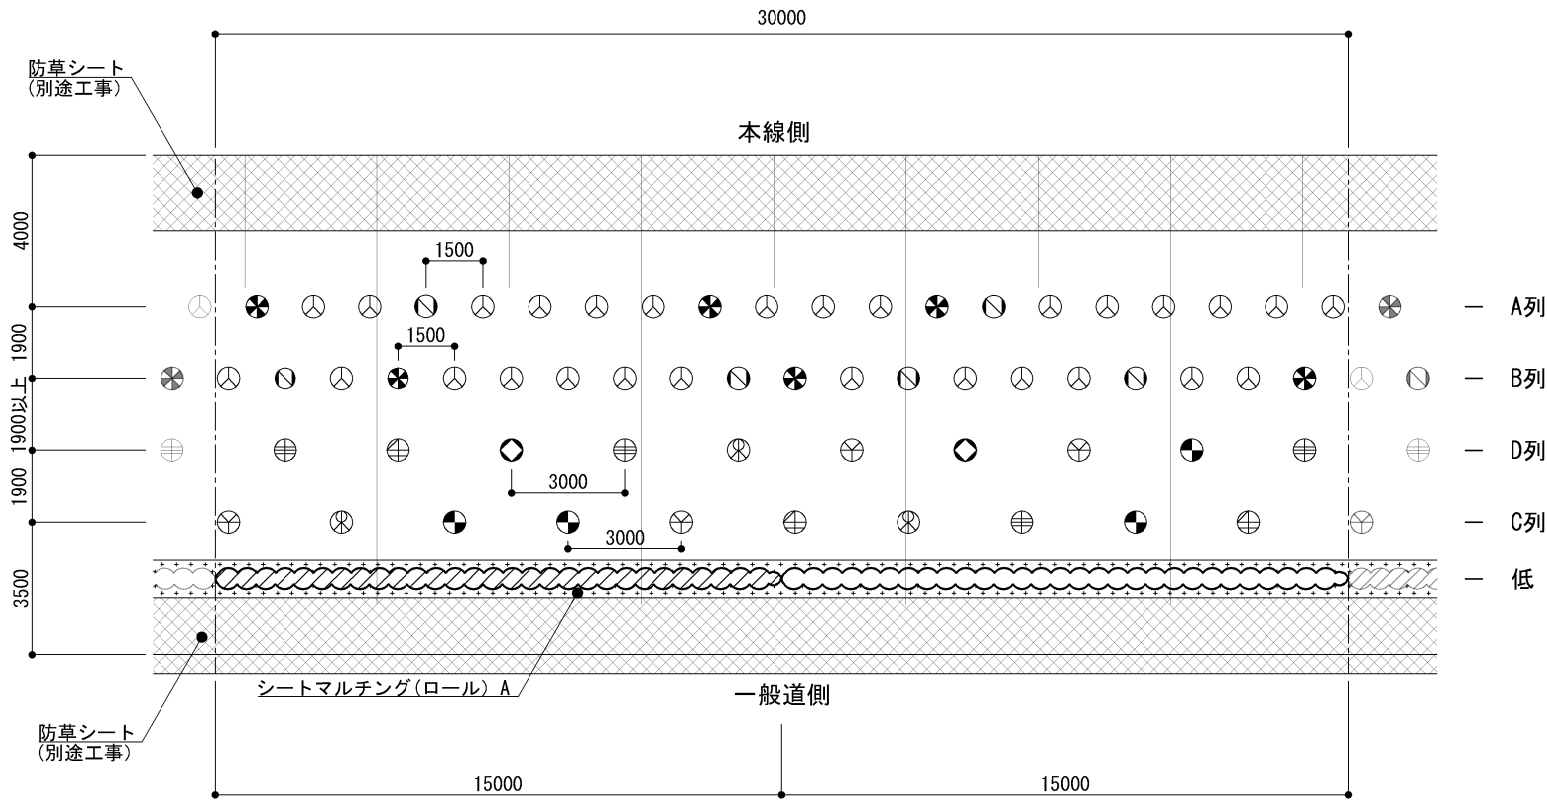 30000
防草シート
(別途工事)
本線側
4000
1500
A列
1900
1500
B列
1900以上
D列
1900
3000
C列
3000
3500
低
シートマルチング(ロール) A
一般道側
防草シート
(別途工事)
15000
15000